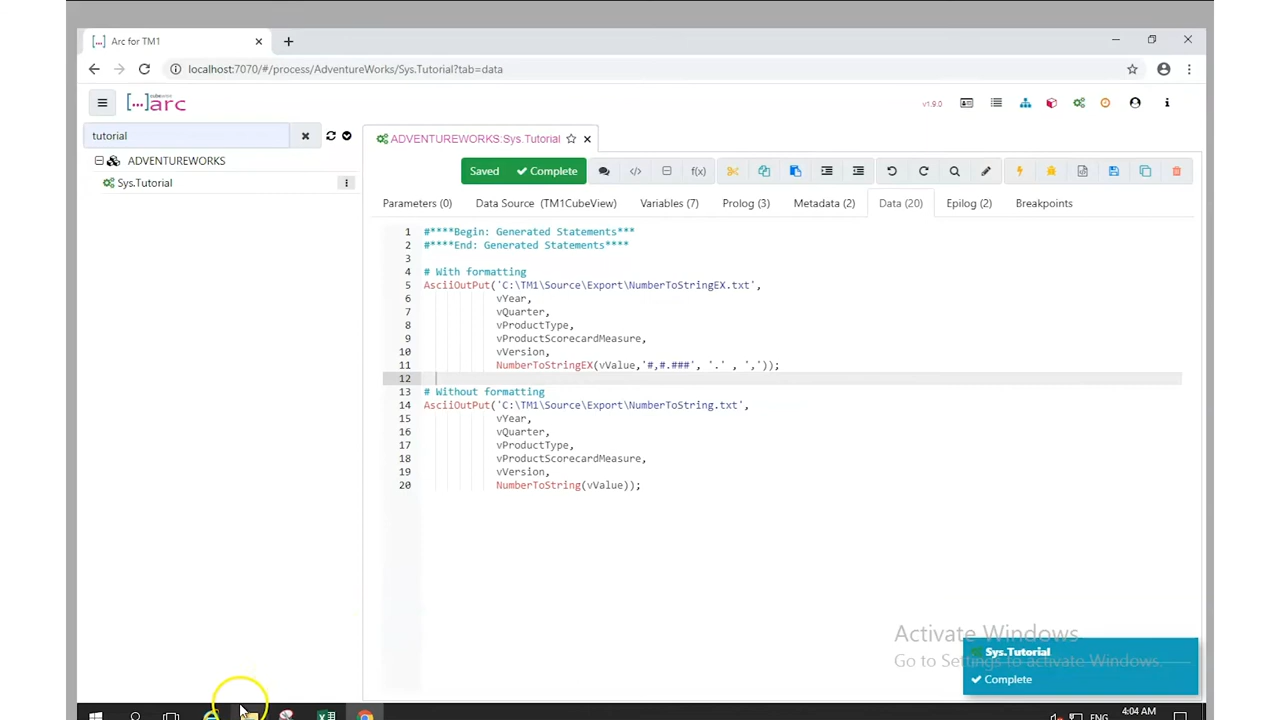 Arc for TM1
localhost:7070/#/process/AdventureWorks/Sys.Tutorial?tab=data
[...]arc
v1.9.0
tutorial
ADVENTUREWORKS:Sys.Tutorial
ADVENTUREWORKS
Sys.Tutorial
Saved Complete
f(x)
Parameters (0) Data Source (TM1CubeView) Variables (7) Prolog (3) Metadata (2) Data (20) Epilog (2) Breakpoints
1 #****Begin: Generated Statements***
2 #****End: Generated Statements****
3
4 # With formatting
5 AsciiOutPut('C:\TM1\Source\Export\NumberToStringEX.txt',
6 vYear,
7 vQuarter,
8 vProductType,
9 vProductScorecardMeasure,
10 vVersion,
11 NumberToStringEX(vValue,'#,#.###', '.' , ','));
12
13 # Without formatting
14 AsciiOutPut('C:\TM1\Source\Export\NumberToString.txt',
15 vYear,
16 vQuarter,
17 vProductType,
18 vProductScorecardMeasure,
19 vVersion,
20 NumberToString(vValue));
Activate Windows
Go to Settings to activate Windows.
Sys.Tutorial
Complete
ENG
4:04 AM